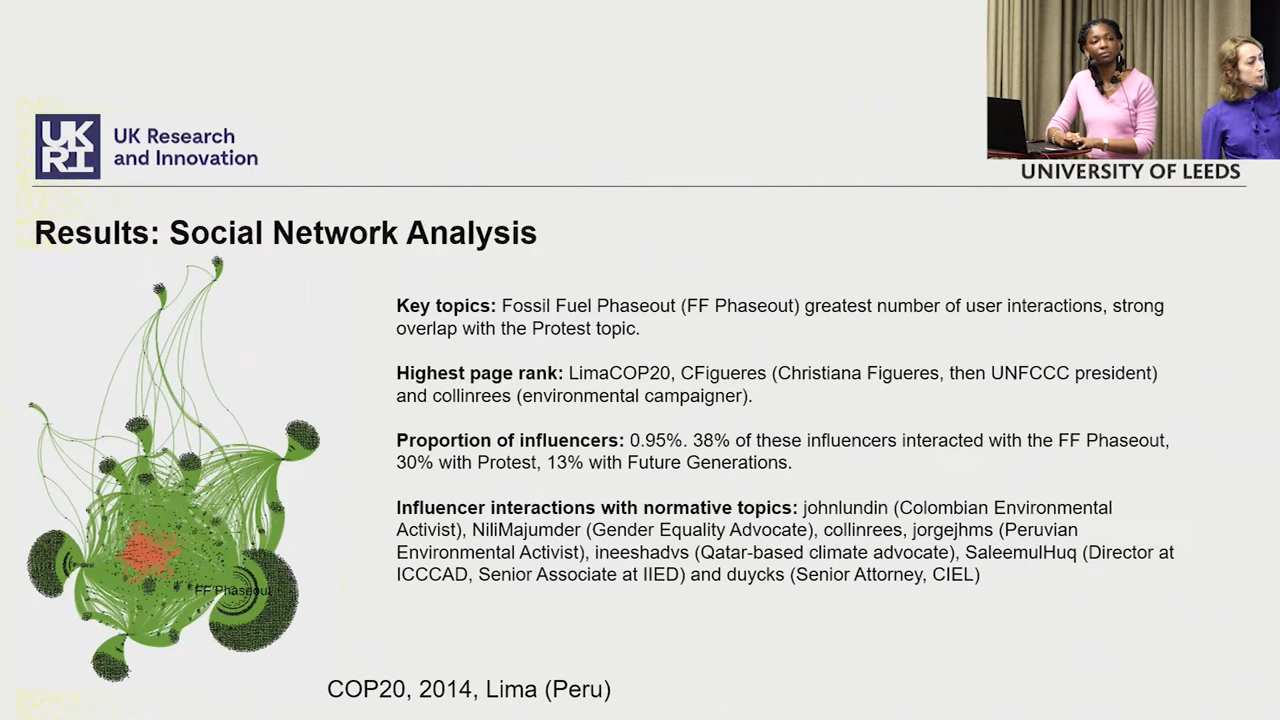 UK
RI
UK Research
and Innovation
UNIVERSITY OF LEEDS
Results: Social Network Analysis
Key topics: Fossil Fuel Phaseout (FF Phaseout) greatest number of user interactions, strong
overlap with the Protest topic.
Highest page rank: LimaCOP20, CFigueres (Christiana Figueres, then UNFCCC president)
and collinrees (environmental campaigner).
Proportion of influencers: 0.95%. 38% of these influencers interacted with the FF Phaseout,
30% with Protest, 13% with Future Generations.
Influencer interactions with normative topics: johnlundin (Colombian Environmental
Activist), NiliMajumder (Gender Equality Advocate), collinrees, jorgejhms (Peruvian
Environmental Activist), ineeshadvs (Qatar-based climate advocate), SaleemulHuq (Director at
ICCCAD, Senior Associate at IIED) and duycks (Senior Attorney, CIEL)
FF Phaseout
COP20, 2014, Lima (Peru)